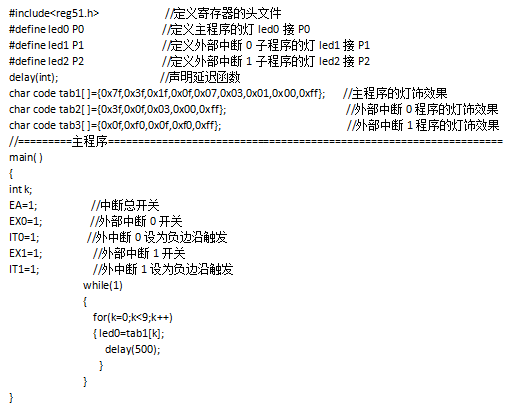 #include<reg51.h> //定义寄存器的头文件
#define led0 P0 //定义主程序的灯 led0 接 P0
#define led1 P1 //定义外部中断 0 子程序的灯 led1 接 P1
#define led2 P2 //定义外部中断 1 子程序的灯 led2 接 P2
delay(int); //声明延迟函数
char code tab1[ ]={0x7f,0x3f,0x1f,0x0f,0x07,0x03,0x01,0x00,0xff}; //主程序的灯饰效果
char code tab2[ ]={0x3f,0x0f,0x03,0x00,0xff}; //外部中断 0 程序的灯饰效果
char code tab3[ ]={0x0f,0xf0,0x0f,0xf0,0xff}; //外部中断 1 程序的灯饰效果
//=========主程序==================================================================
main( )
{
int k;
EA=1; //中断总开关
EX0=1; //外部中断 0 开关
IT0=1; //外中断 0 设为负边沿触发
EX1=1; //外部中断 1 开关
IT1=1; //外中断 1 设为负边沿触发
while(1)
{
for(k=0;k<9;k++)
{ led0=tab1[k];
delay(500);
}
}
}